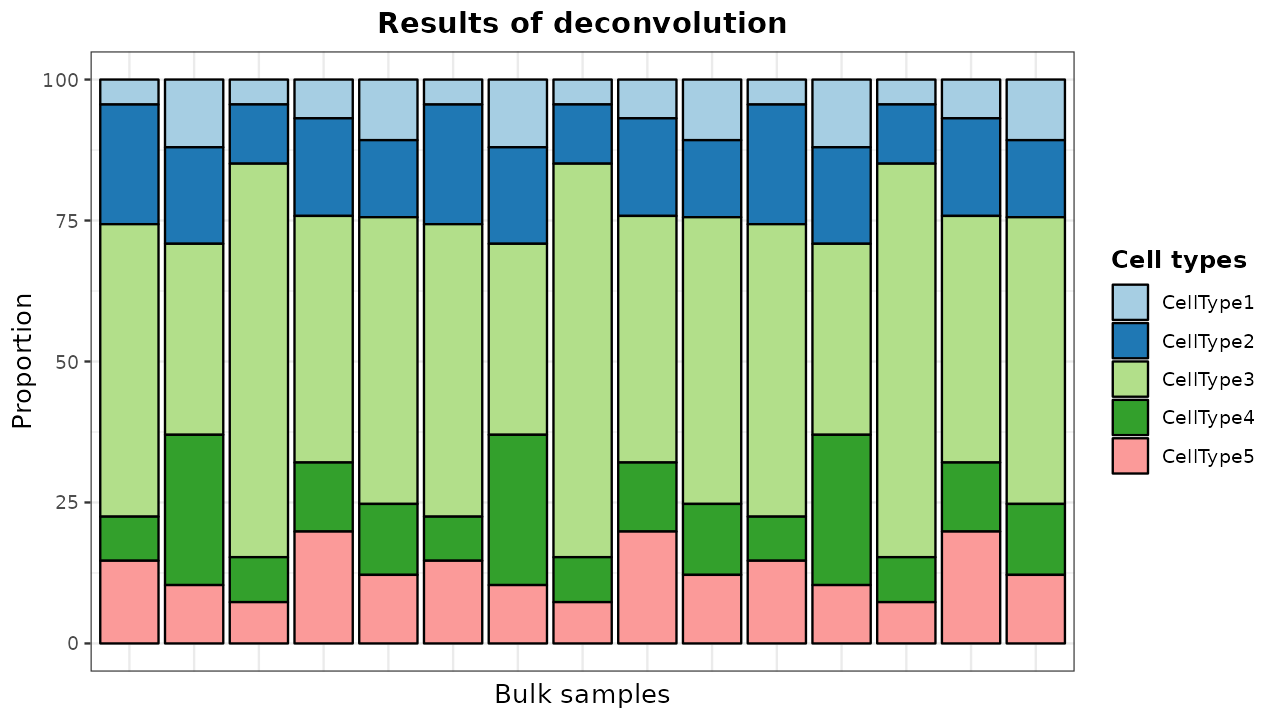 Results of deconvolution
Proportion
100
75
50
25
0
Bulk samples
Cell types
CellType1
CellType2
CellType3
CellType4
CellType5